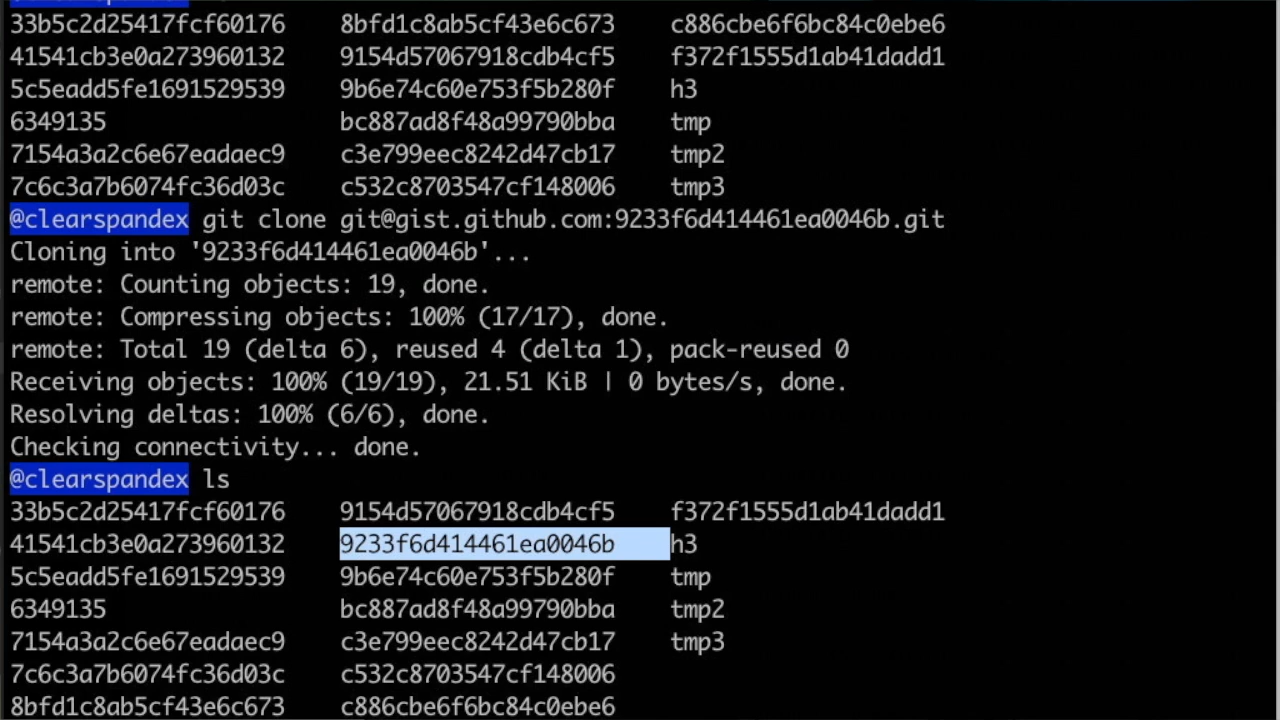 33b5c2d25417fcf60176 8bfd1c8ab5cf43e6c673 c886cbe6f6bc84c0ebe6
41541cb3e0a273960132 9154d57067918cdb4cf5 f372f1555d1ab41dadd1
5c5eadd5fe1691529539 9b6e74c60e753f5b280f h3
6349135 bc887ad8f48a99790bba tmp
7154a3a2c6e67eadaec9 c3e799eec8242d47cb17 tmp2
7c6c3a7b6074fc36d03c c532c8703547cf148006 tmp3
@clearspandex git clone git@gist.github.com:9233f6d414461ea0046b.git
Cloning into '9233f6d414461ea0046b'...
remote: Counting objects: 19, done.
remote: Compressing objects: 100% (17/17), done.
remote: Total 19 (delta 6), reused 4 (delta 1), pack-reused 0
Receiving objects: 100% (19/19), 21.51 KiB | 0 bytes/s, done.
Resolving deltas: 100% (6/6), done.
Checking connectivity... done.
@clearspandex ls
33b5c2d25417fcf60176 9154d57067918cdb4cf5 f372f1555d1ab41dadd1
41541cb3e0a273960132 9233f6d414461ea0046b h3
5c5eadd5fe1691529539 9b6e74c60e753f5b280f tmp
6349135 bc887ad8f48a99790bba tmp2
7154a3a2c6e67eadaec9 c3e799eec8242d47cb17 tmp3
7c6c3a7b6074fc36d03c c532c8703547cf148006
8bfd1c8ab5cf43e6c673 c886cbe6f6bc84c0ebe6